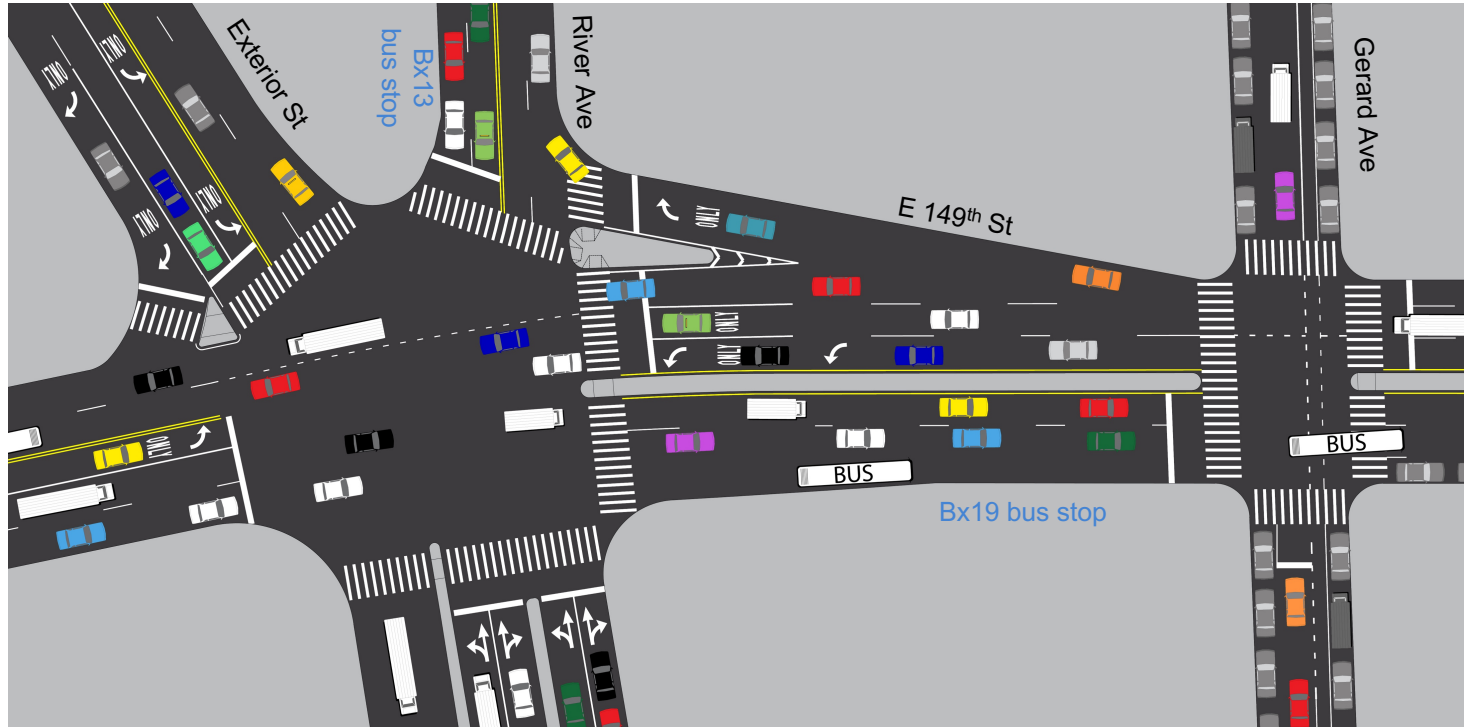 Exterior St
Bx13
bus stop
River Ave
Gerard Ave
E 149th St
ONLY
ONLY
ONLY
ONLY
ONLY
ONLY
ONLY
ONLY
BUS
BUS
Bx19 bus stop